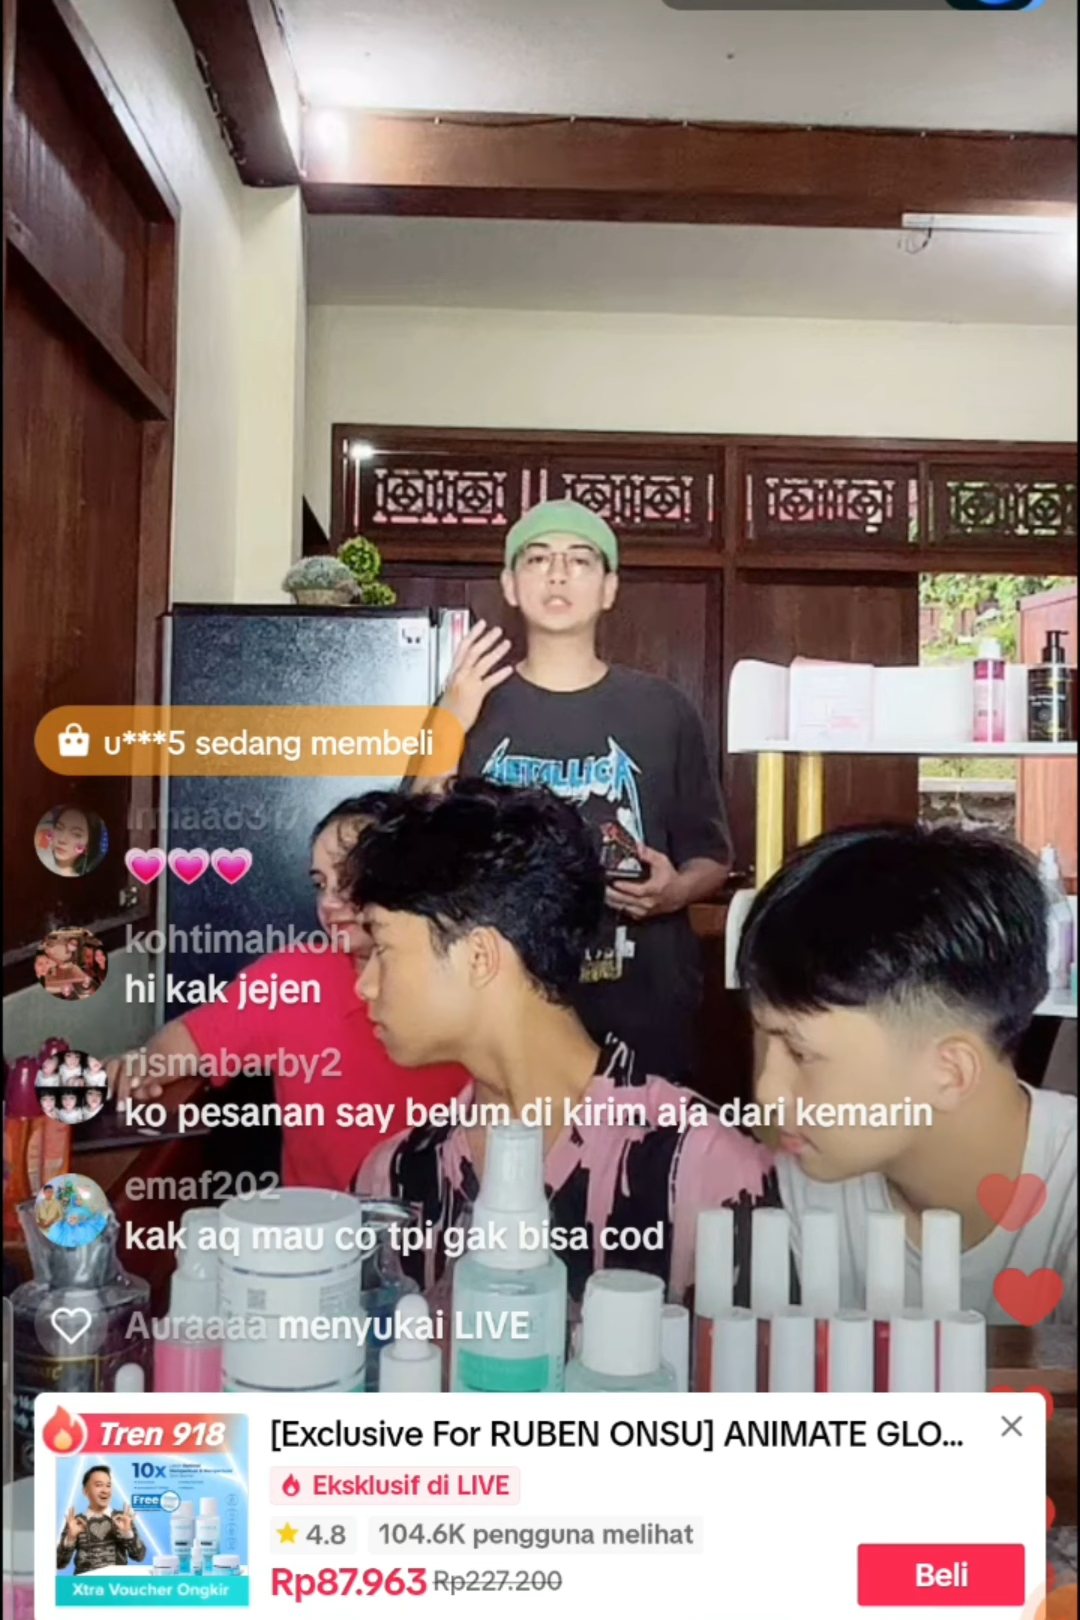 METALLICA
u***5 sedang membeli
irmaa6317
💗💗💗
kohtimahkoh
hi kak jejen
rismabarby2
ko pesanan say belum di kirim aja dari kemarin
emaf202
kak aq mau co tpi gak bisa cod
Auraaaa menyukai LIVE
Tren 918
10x
Free
Xtra Voucher Ongkir
[Exclusive For RUBEN ONSU] ANIMATE GLO...
Eksklusif di LIVE
4.8 104.6K pengguna melihat
Rp87.963 Rp227.200
Beli